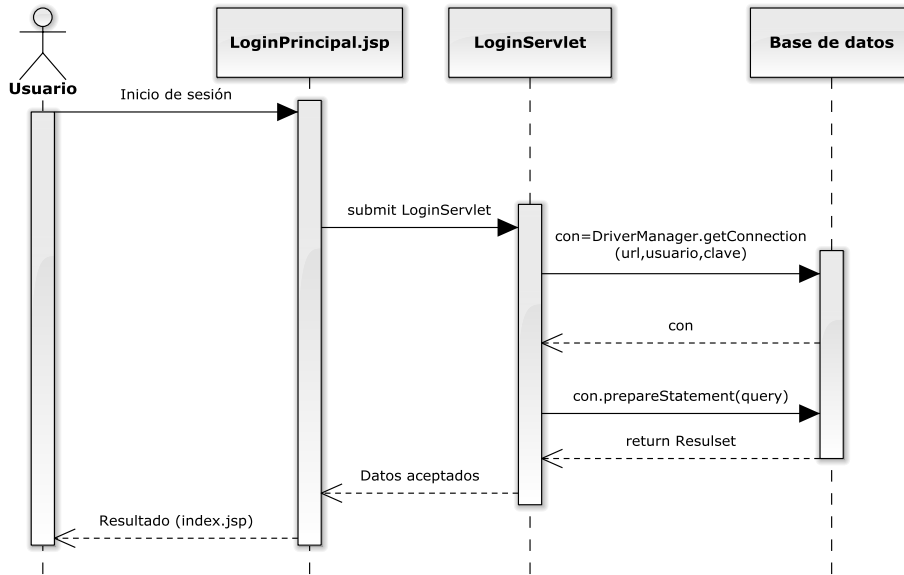 LoginPrincipal.jsp
LoginServlet
Base de datos
Usuario
Inicio de sesión
submit LoginServlet
con=DriverManager.getConnection
(url,usuario,clave)
con
con.prepareStatement(query)
return Resulset
Datos aceptados
Resultado (index.jsp)